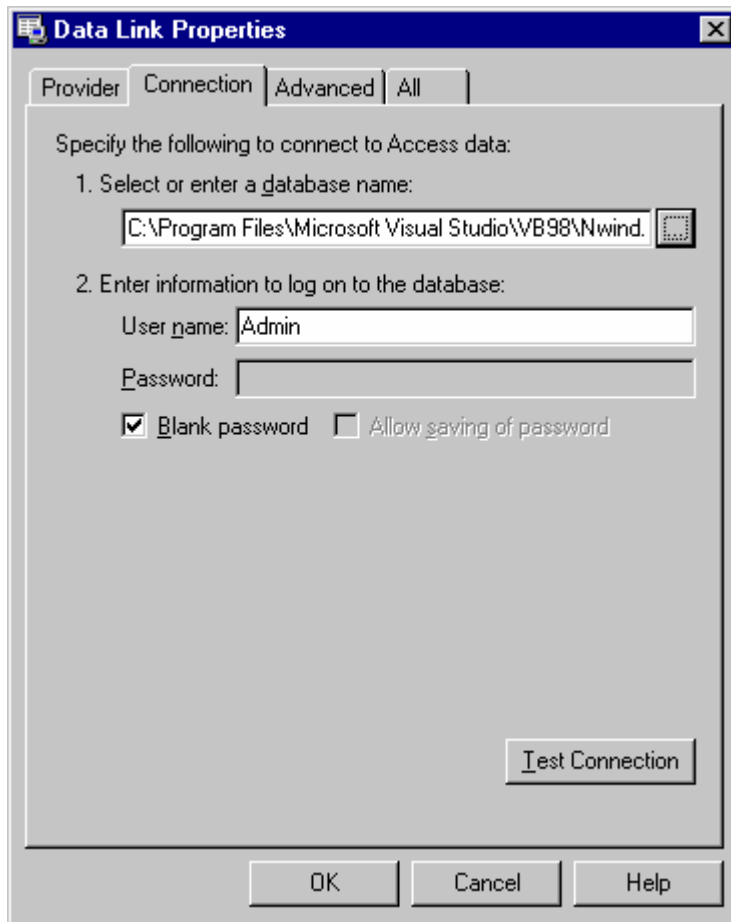 Data Link Properties
Provider Connection Advanced All
Specify the following to connect to Access data:
1. Select or enter a database name:
C:\Program Files\Microsoft Visual Studio\VB98\Nwind. ...
2. Enter information to log on to the database:
User name: Admin
Password:
Blank password Allow saving of password
Test Connection
OK Cancel Help